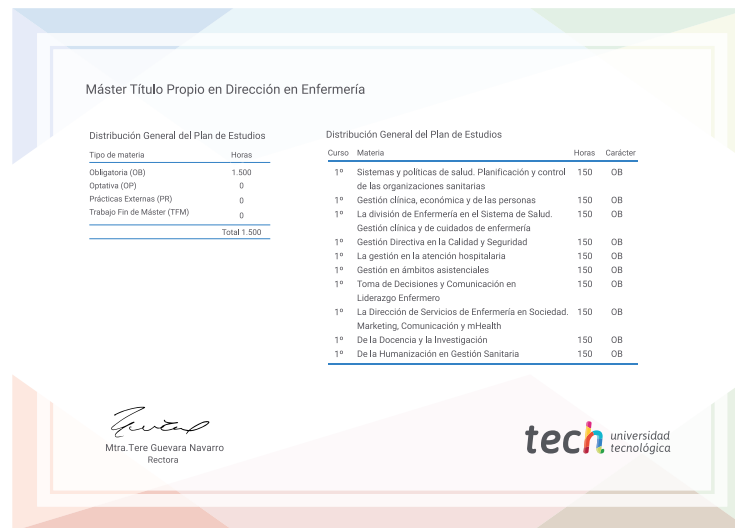 Máster Título Propio en Dirección en Enfermería
Distribución General del Plan de Estudios
Tipo de materia Horas
Obligatoria (OB) 1.500
Optativa (OP) 0
Prácticas Externas (PR) 0
Trabajo Fin de Máster (TFM) 0
Total 1.500
Distribución General del Plan de Estudios
Curso Materia Horas Carácter
1º Sistemas y políticas de salud. Planificación y control 150 OB
de las organizaciones sanitarias
1º Gestión clínica, económica y de las personas 150 OB
1º La división de Enfermería en el Sistema de Salud. 150 OB
Gestión clínica y de cuidados de enfermería
1º Gestión Directiva en la Calidad y Seguridad 150 OB
1º La gestión en la atención hospitalaria 150 OB
1º Gestión en ámbitos asistenciales 150 OB
1º Toma de Decisiones y Comunicación en 150 OB
Liderazgo Enfermero
1º La Dirección de Servicios de Enfermería en Sociedad. 150 OB
Marketing, Comunicación y mHealth
1º De la Docencia y la Investigación 150 OB
1º De la Humanización en Gestión Sanitaria 150 OB
Mtra.Tere Guevara Navarro
Rectora
tech universidad
tecnológica